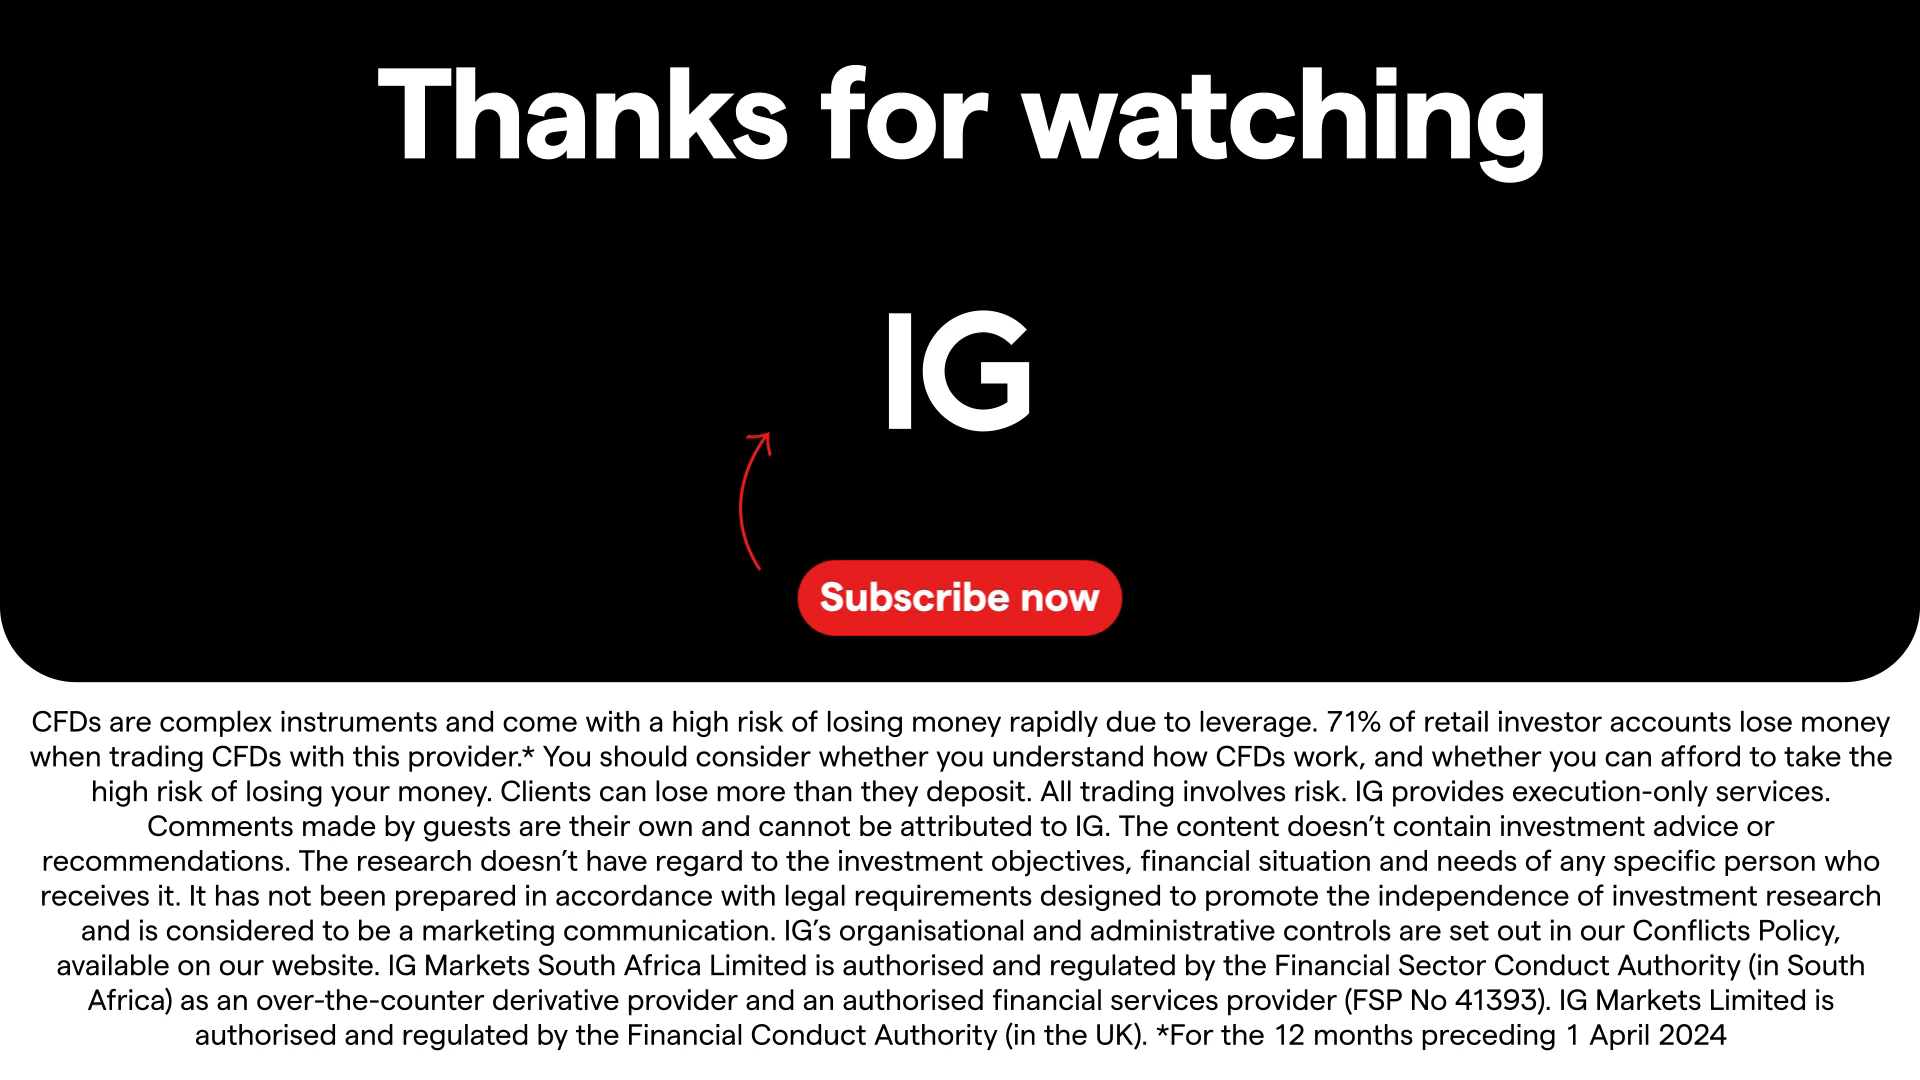 Thanks for watching
IG
Subscribe now
CFDs are complex instruments and come with a high risk of losing money rapidly due to leverage. 71% of retail investor accounts lose money
when trading CFDs with this provider.* You should consider whether you understand how CFDs work, and whether you can afford to take the
high risk of losing your money. Clients can lose more than they deposit. All trading involves risk. IG provides execution-only services.
Comments made by guests are their own and cannot be attributed to IG. The content doesn’t contain investment advice or
recommendations. The research doesn’t have regard to the investment objectives, financial situation and needs of any specific person who
receives it. It has not been prepared in accordance with legal requirements designed to promote the independence of investment research
and is considered to be a marketing communication. IG’s organisational and administrative controls are set out in our Conflicts Policy,
available on our website. IG Markets South Africa Limited is authorised and regulated by the Financial Sector Conduct Authority (in South
Africa) as an over-the-counter derivative provider and an authorised financial services provider (FSP No 41393). IG Markets Limited is
authorised and regulated by the Financial Conduct Authority (in the UK). *For the 12 months preceding 1 April 2024